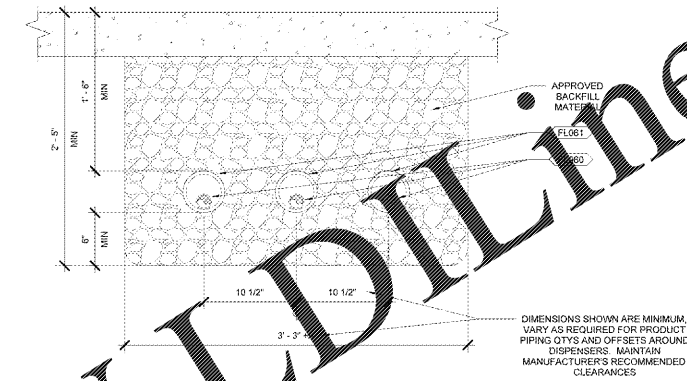 APPROVED
BACKFILL
MATERIAL
FL061
FL060
1' - 6"
MIN
2' - 5"
MIN
6"
MIN
10 1/2"
10 1/2"
3' - 3"
DIMENSIONS SHOWN ARE MINIMUM,
VARY AS REQUIRED FOR PRODUCT
PIPING QTYS AND OFFSETS AROUND
DISPENSERS. MAINTAIN
MANUFACTURER'S RECOMMENDED
CLEARANCES